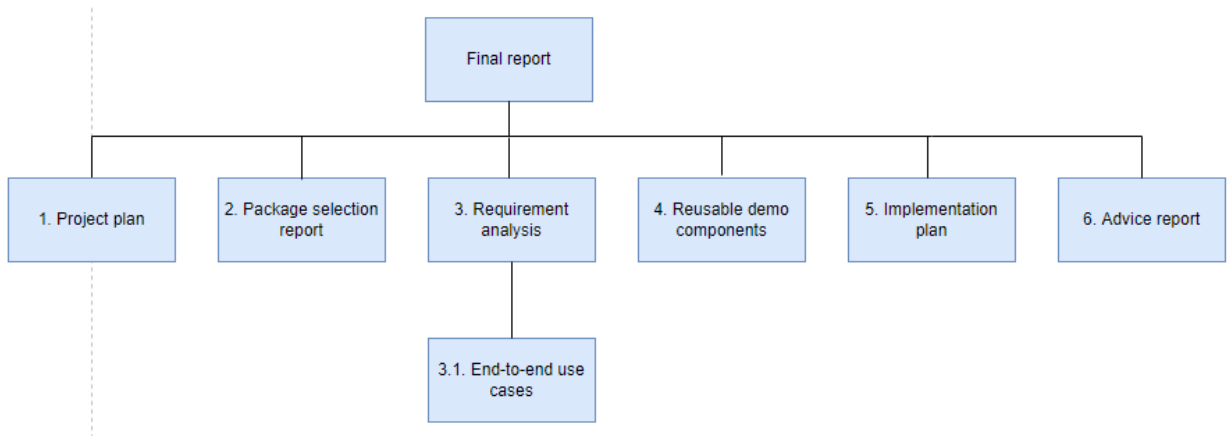 Final report
1. Project plan
2. Package selection
report
3. Requirement
analysis
4. Reusable demo
components
5. Implementation
plan
6. Advice report
3.1. End-to-end use
cases